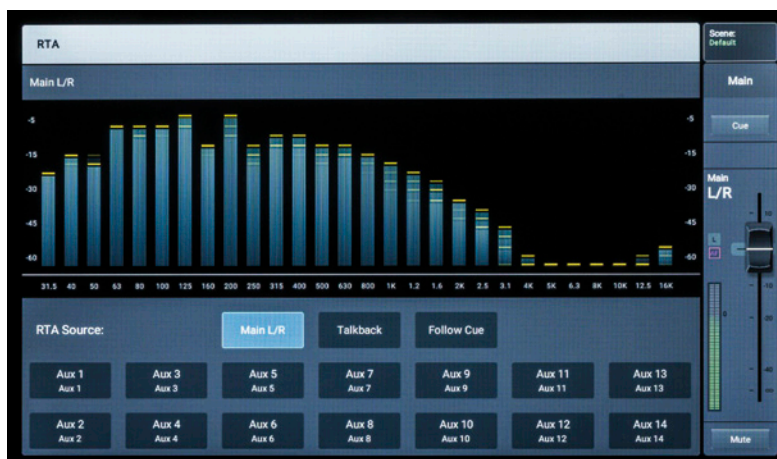 RTA
Scene:
Default
Main L/R
Main
-5
-15
-30
-45
-60
-5
-15
-30
-45
-60
Cue
Main
L/R
31.5 40 50 63 80 100 125 160 200 250 315 400 500 630 800 1K 1.2 1.6 2K 2.5 3.1 4K 5K 6.3 8K 10K 12.5 16K
L
10
-10
0
-20
-40
-60
RTA Source:
Main L/R
Talkback
Follow Cue
Aux 1 Aux 3 Aux 5 Aux 7 Aux 9 Aux 11 Aux 13
Aux 1 Aux 3 Aux 5 Aux 7 Aux 9 Aux 11 Aux 13
Aux 2 Aux 4 Aux 6 Aux 8 Aux 10 Aux 12 Aux 14
Aux 2 Aux 4 Aux 6 Aux 8 Aux 10 Aux 12 Aux 14
Mute